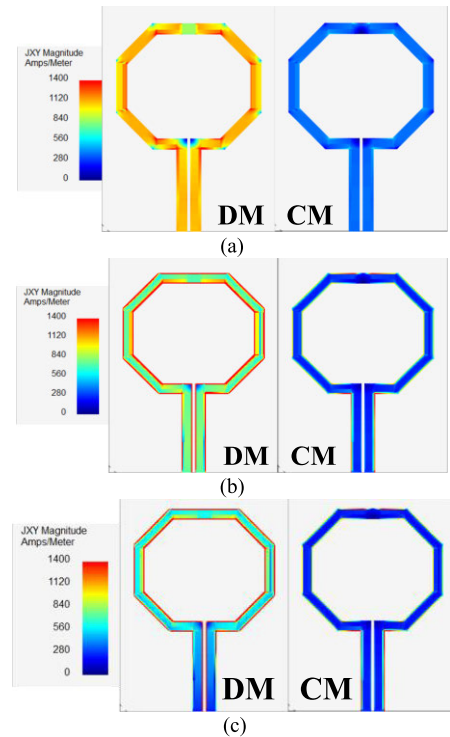 JXY Magnitude
Amps/Meter
1400
1120
840
560
280
0
DM
CM
(a)
JXY Magnitude
Amps/Meter
1400
1120
840
560
280
0
DM
CM
(b)
JXY Magnitude
Amps/Meter
1400
1120
840
560
280
0
DM
CM
(c)